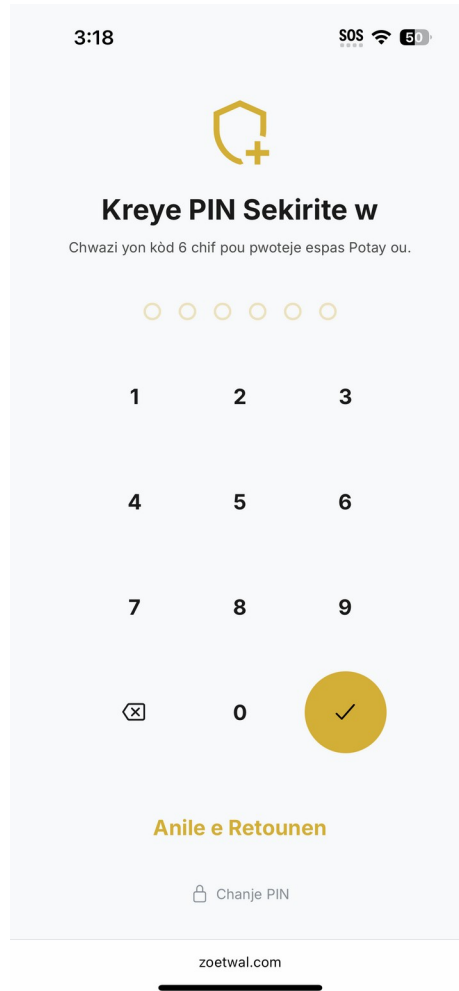 3:18 SOS 50
Kreye PIN Sekirite w
Chwazi yon kòd 6 chif pou pwoteje espas Potay ou.
1 2 3
4 5 6
7 8 9
0
Anile e Retounen
Chanje PIN
zoetwal.com